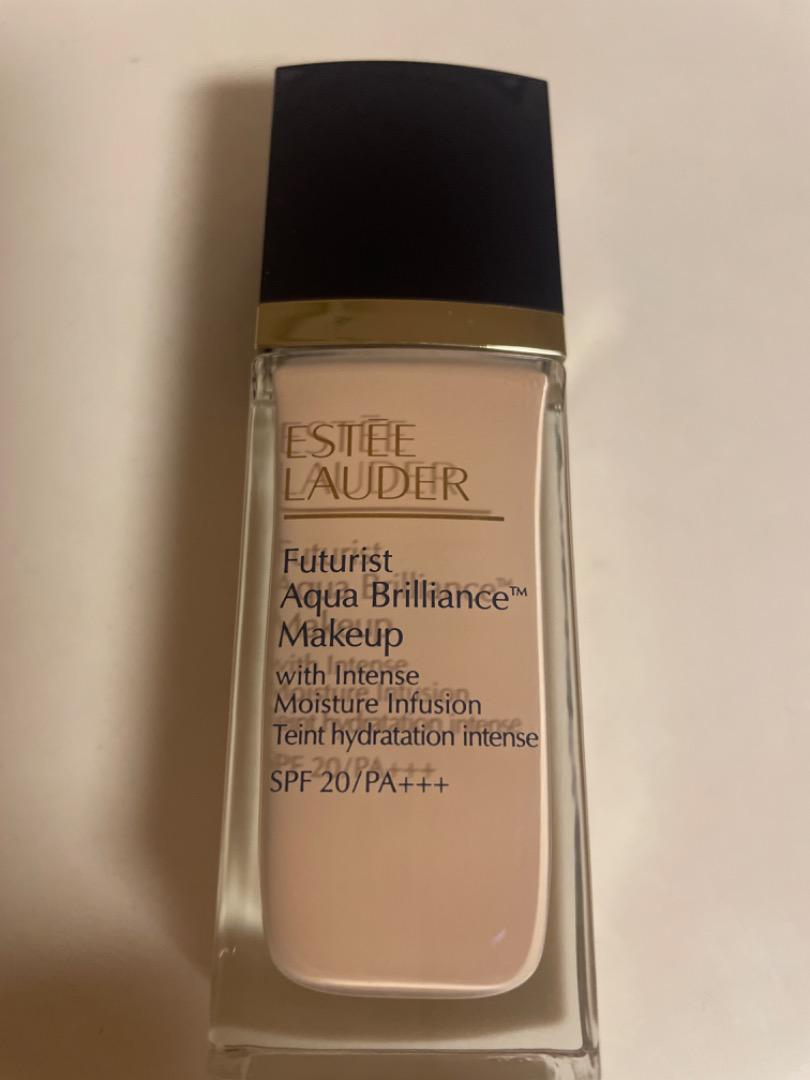 ESTĒE
LAUDER
Futurist
Aqua Brilliance™
Makeup
with Intense
Moisture Infusion
Teint hydratation intense
SPF 20/PA+++